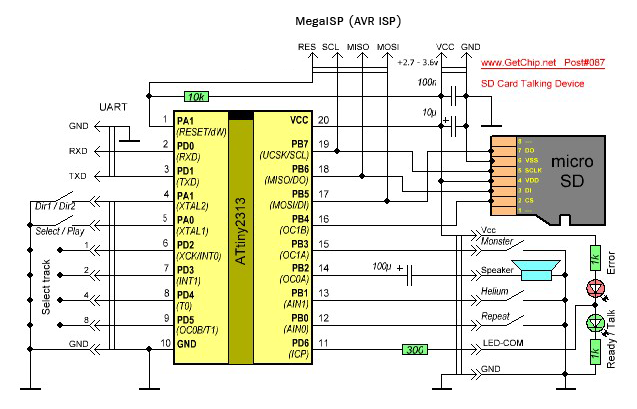 MegaISP (AVR ISP)
RES SCL MISO MOSI VCC GND
+2.7 - 3.6v
www.GetChip.net Post#087
SD Card Talking Device
100n
10k
10µ
+
UART
GND
RXD
TXD
Dir1 / Dir2
Select / Play
Select track
1
2
4
8
GND
ATtiny2313
1 PA1 (RESET/dW)
2 PD0 (RXD)
3 PD1 (TXD)
4 PA1 (XTAL2)
5 PA0 (XTAL1)
6 PD2 (XCK/INT0)
7 PD3 (INT1)
8 PD4 (T0)
9 PD5 (OC0B/T1)
10 GND
VCC 20
PB7 19 (UCSK/SCL)
PB6 18 (MISO/DO)
PB5 17 (MOSI/DI)
PB4 16 (OC1B)
PB3 15 (OC1A)
PB2 14 (OC0A)
PB1 13 (AIN1)
PB0 12 (AIN0)
PD6 11 (ICP)
8 ---
7 DO
6 VSS
5 SCLK
4 VDD
3 DI
2 CS
1 ---
micro
SD
Vcc
Monster
100µ +
Speaker
Helium
Repeat
300
LED-COM
GND
1k
Error
Ready / Talk
1k